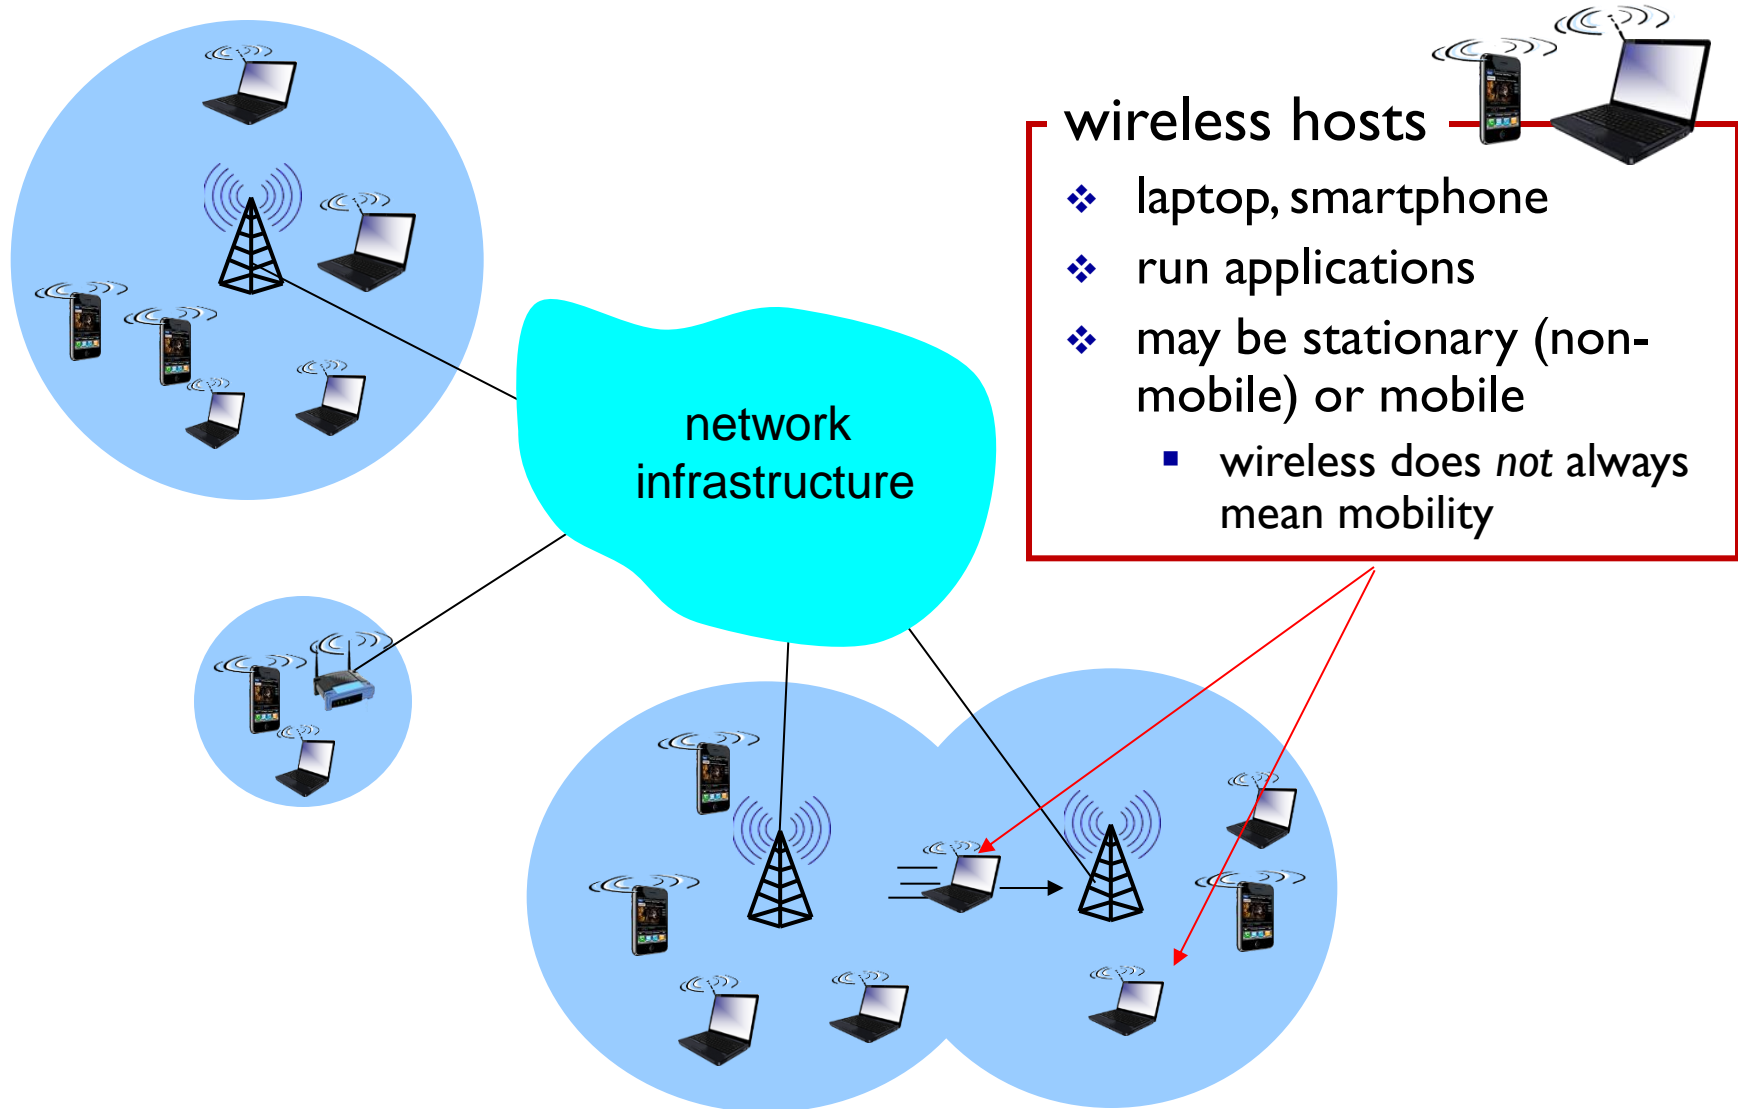 wireless hosts
laptop, smartphone
run applications
may be stationary (non-
mobile) or mobile
wireless does not always
mean mobility
network
infrastructure